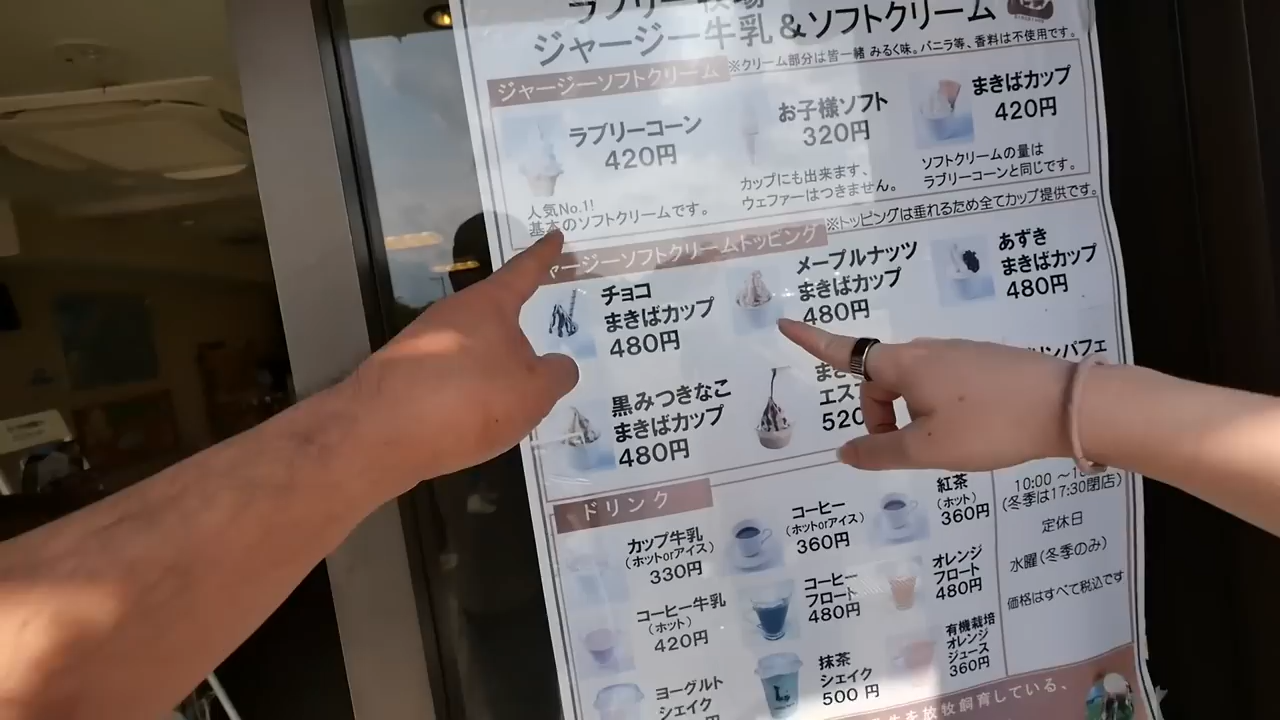 ジャージー牛乳&ソフトクリーム
※クリーム部分は皆一緒 みるく味。バニラ等、香料は不使用です。
ジャージーソフトクリーム
ラブリーコーン
420円
人気No.1!
基本のソフトクリームです。
お子様ソフト
320円
カップにも出来ます、
ウェファーはつきません。
まきばカップ
420円
ソフトクリームの量は
ラブリーコーンと同じです。
ャージーソフトクリームトッピング
※トッピングは垂れるため全てカップ提供です。
チョコ
まきばカップ
480円
メープルナッツ
まきばカップ
480円
あずき
まきばカップ
480円
黒みつきなこ
まきばカップ
480円
まき
エスプ
520
パフェ
ドリンク
カップ牛乳
(ホットorアイス)
330円
コーヒー
(ホットorアイス)
360円
紅茶
(ホット)
360円
コーヒー牛乳
(ホット)
420円
コーヒー
フロート
480円
オレンジ
フロート
480円
ヨーグルト
シェイク
抹茶
シェイク
500円
有機栽培
オレンジ
ジュース
360円
10:00 ~
(冬季は17:30閉店)
定休日
水曜(冬季のみ)
価格はすべて税込です
を放牧飼育している、